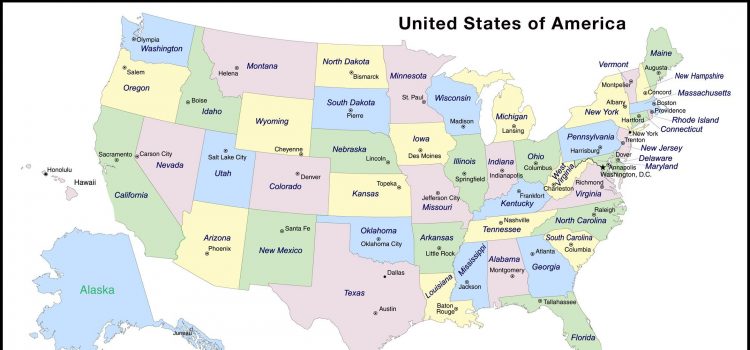 United States of America
Olympia
Washington
Salem
Oregon
Montana
Helena
Boise
Idaho
North Dakota
Bismarck
South Dakota
Pierre
Wyoming
Cheyenne
Minnesota
St. Paul
Wisconsin
Madison
Michigan
Lansing
Iowa
Des Moines
Nebraska
Lincoln
Sacramento
Carson City
Nevada
California
Salt Lake City
Utah
Denver
Colorado
Topeka
Kansas
Jefferson City
Missouri
Illinois
Springfield
Indiana
Indianapolis
Ohio
Columbus
Pennsylvania
Harrisburg
New York
Albany
Vermont
Montpelier
Maine
Augusta
New Hampshire
Concord
Massachusetts
Boston
Providence
Rhode Island
Hartford
Connecticut
New York
Trenton
New Jersey
Dover
Delaware
Annapolis
Maryland
Washington, D.C.
West
Virginia
Charleston
Richmond
Virginia
Frankfort
Kentucky
Nashville
Tennessee
Raleigh
North Carolina
South Carolina
Columbia
Atlanta
Georgia
Alabama
Montgomery
Mississippi
Jackson
Louisiana
Baton
Rouge
Arkansas
Little Rock
Oklahoma
Oklahoma City
Dallas
Texas
Austin
Santa Fe
New Mexico
Arizona
Phoenix
Tallahassee
Florida
Honolulu
Hawaii
Alaska
Juneau